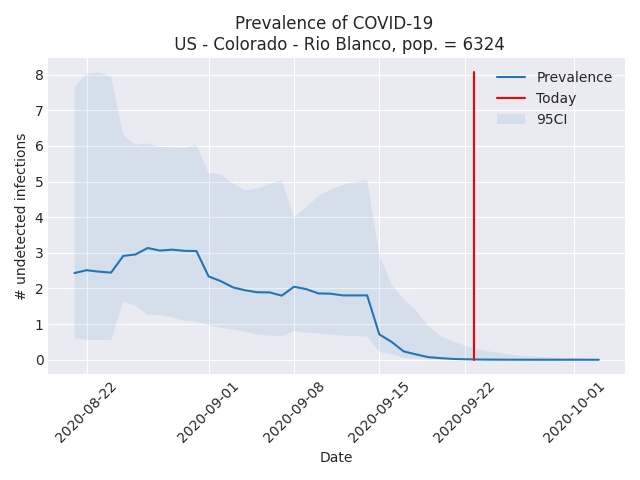 Prevalence of COVID-19
US - Colorado - Rio Blanco, pop. = 6324
Prevalence
Today
95CI
# undetected infections
8
7
6
5
4
3
2
1
0
2020-08-22
2020-09-01
2020-09-08
2020-09-15
2020-09-22
2020-10-01
Date